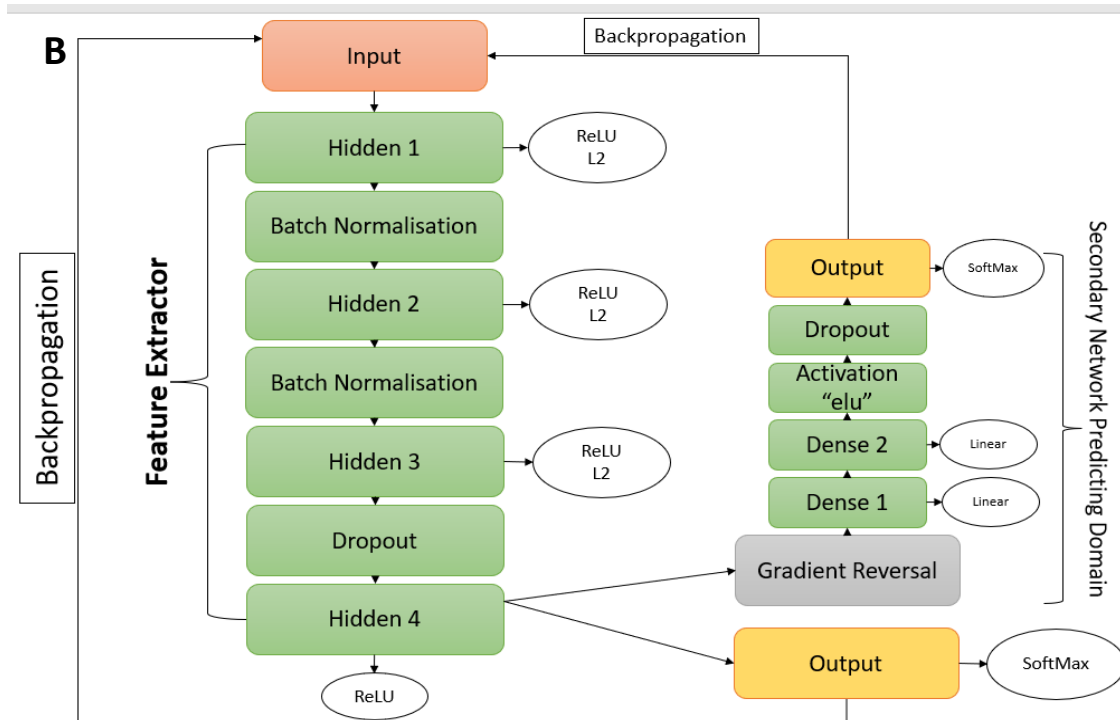 B
Backpropagation
Input
Hidden 1
ReLU
L2
Batch Normalisation
Hidden 2
ReLU
L2
Batch Normalisation
Hidden 3
ReLU
L2
Dropout
Hidden 4
ReLU
Feature Extractor
Backpropagation
Output
SoftMax
Dropout
Activation
“elu”
Dense 2
Linear
Dense 1
Linear
Gradient Reversal
Secondary Network Predicting Domain
Output
SoftMax